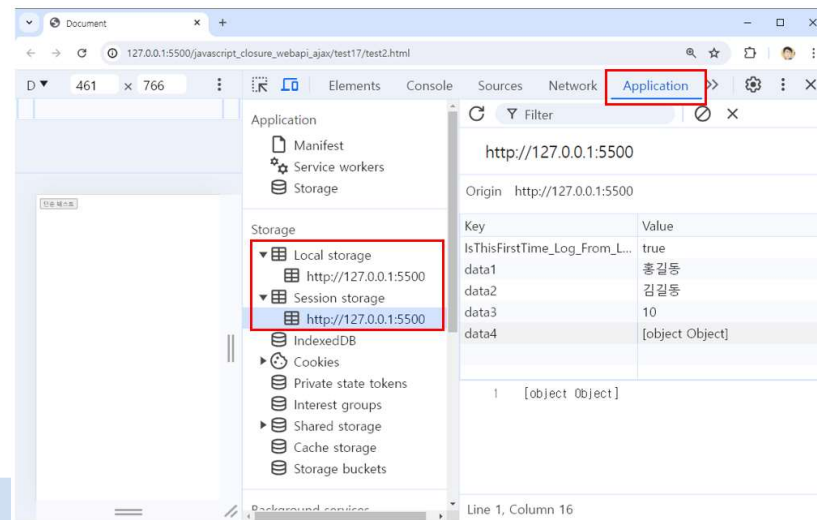 Document
127.0.0.1:5500/javascript_closure_webapi_ajax/test17/test2.html
D ▼ 461 × 766
Elements Console Sources Network Application
Application
Manifest
Service workers
Storage
Storage
Local storage
http://127.0.0.1:5500
Session storage
http://127.0.0.1:5500
IndexedDB
Cookies
Private state tokens
Interest groups
Shared storage
Cache storage
Storage buckets
Background services
Filter
http://127.0.0.1:5500
Origin http://127.0.0.1:5500
Key Value
IsThisFirstTime_Log_From_L... true
data1 홍길동
data2 김길동
data3 10
data4 [object Object]
1 [object Object]
Line 1, Column 16